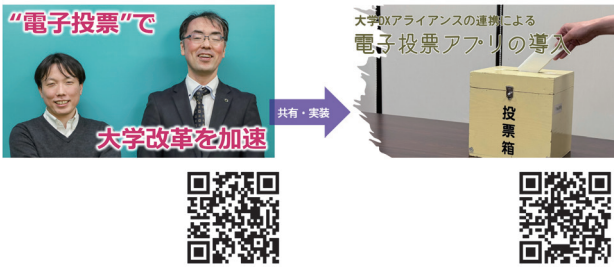 “電子投票”で
大学改革を加速
共有・実装
大学DXアライアンスの連携による
電子投票アプリの導入
投票箱